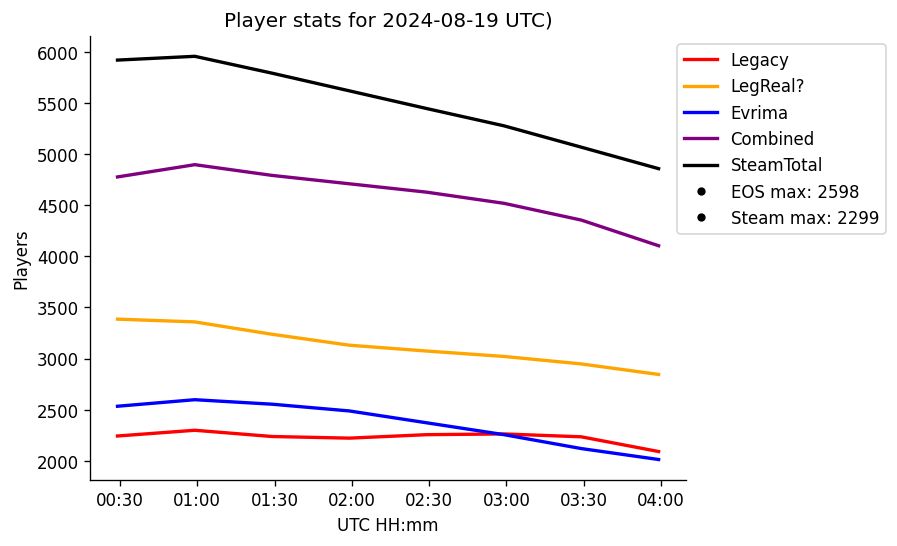 Player stats for 2024-08-19 UTC)
6000
5500
5000
4500
4000
3500
3000
2500
2000
Players
00:30 01:00 01:30 02:00 02:30 03:00 03:30 04:00
UTC HH:mm
Legacy
LegReal?
Evrima
Combined
SteamTotal
EOS max: 2598
Steam max: 2299